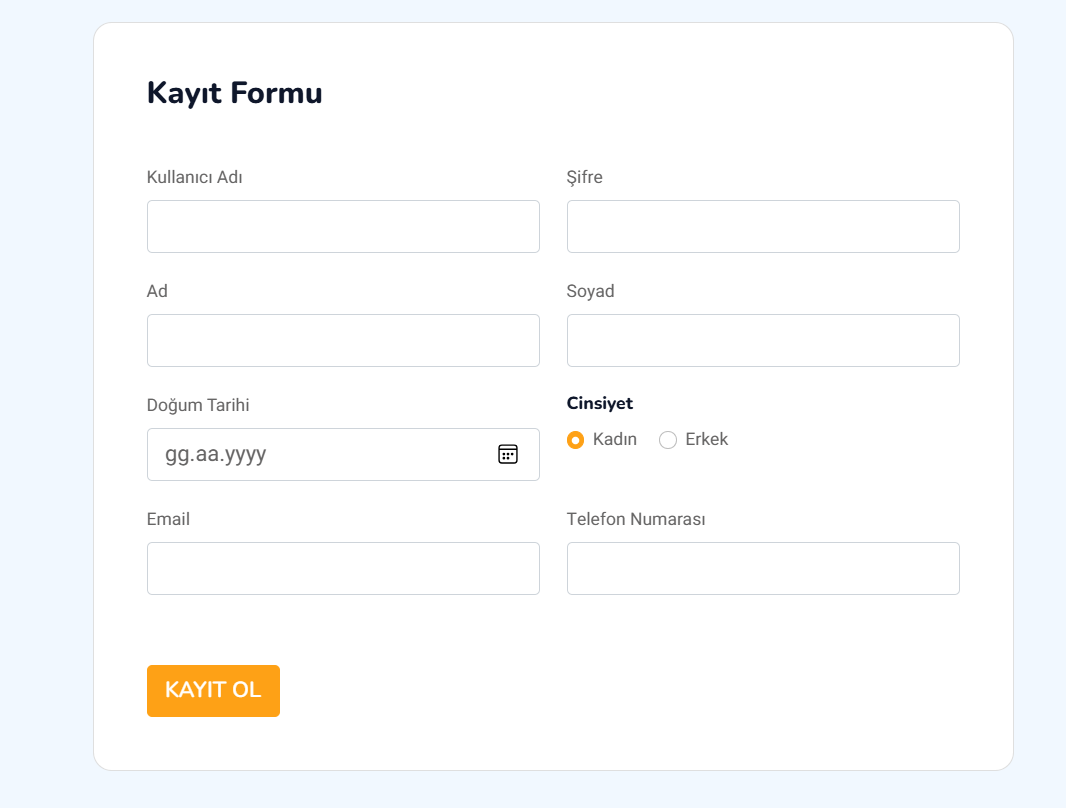 Kayıt Formu
Kullanıcı Adı
Şifre
Ad
Soyad
Doğum Tarihi
gg.aa.yyyy
Cinsiyet
Kadın
Erkek
Email
Telefon Numarası
KAYIT OL